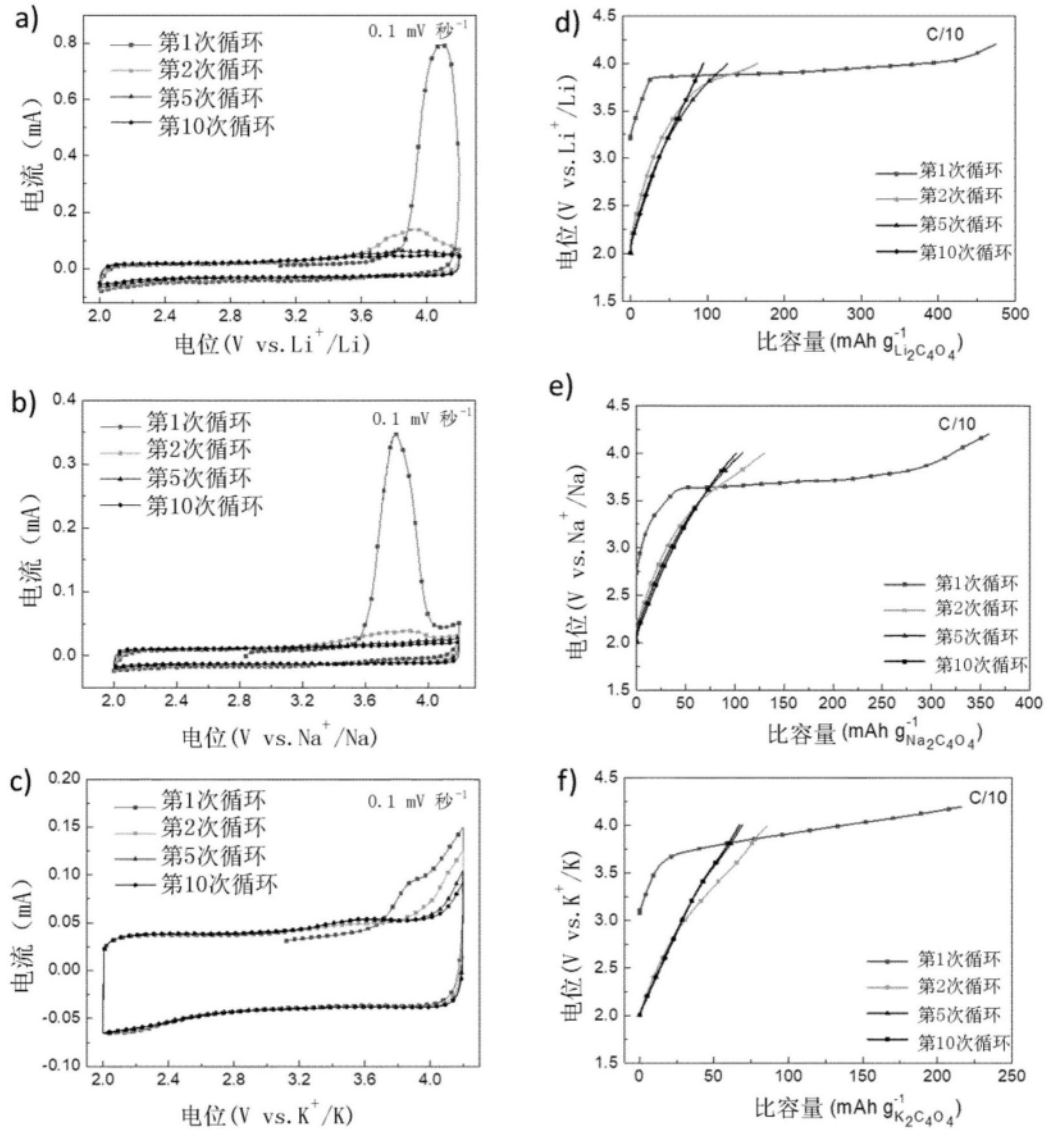 a)
0.1 mV 秒⁻¹
第1次循环
第2次循环
第5次循环
第10次循环
电流 (mA)
0.8
0.6
0.4
0.2
0.0
2.0 2.4 2.8 3.2 3.6 4.0
电位(V vs.Li⁺/Li)
d)
C/10
电位(V vs.Li⁺/Li)
4.5
4.0
3.5
3.0
2.5
2.0
1.5
第1次循环
第2次循环
第5次循环
第10次循环
0 100 200 300 400 500
比容量(mAh g⁻¹Li₂C₄O₄)
b)
0.1 mV 秒⁻¹
第1次循环
第2次循环
第5次循环
第10次循环
电流 (mA)
0.4
0.3
0.2
0.1
0.0
2.0 2.4 2.8 3.2 3.6 4.0
电位(V vs.Na⁺/Na)
e)
C/10
电位(V vs.Na⁺/Na)
4.5
4.0
3.5
3.0
2.5
2.0
1.5
第1次循环
第2次循环
第5次循环
第10次循环
0 50 100 150 200 250 300 350 400
比容量(mAh g⁻¹Na₂C₄O₄)
c)
0.1 mV 秒⁻¹
第1次循环
第2次循环
第5次循环
第10次循环
电流 (mA)
0.20
0.15
0.10
0.05
0.00
-0.05
-0.10
2.0 2.4 2.8 3.2 3.6 4.0
电位(V vs.K⁺/K)
f)
C/10
电位(V vs.K⁺/K)
4.5
4.0
3.5
3.0
2.5
2.0
1.5
第1次循环
第2次循环
第5次循环
第10次循环
0 50 100 150 200 250
比容量(mAh g⁻¹K₂C₄O₄)